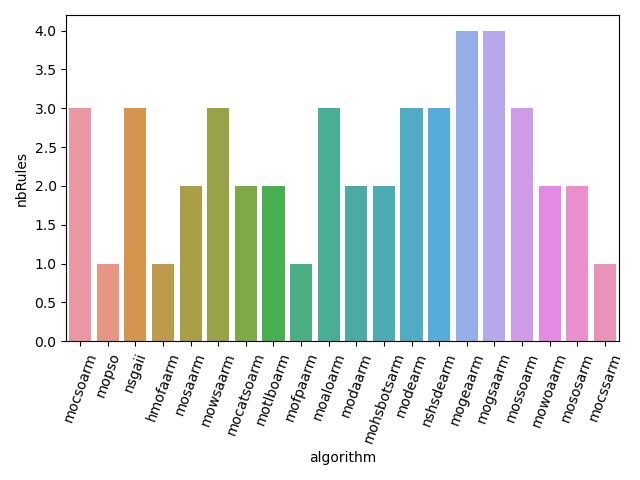 4.0
3.5
3.0
2.5
2.0
1.5
1.0
0.5
0.0
nbRules
mocsoarm
mopso
nsgaii
hmofaarm
mosaarm
mowsaarm
mocatsoarm
motlboarm
mofpaarm
moaloarm
modaarm
mohsbotsarm
modearm
nshsdearm
mogeaarm
mogsaarm
mossoarm
mowoaarm
mososarm
mocssarm
algorithm